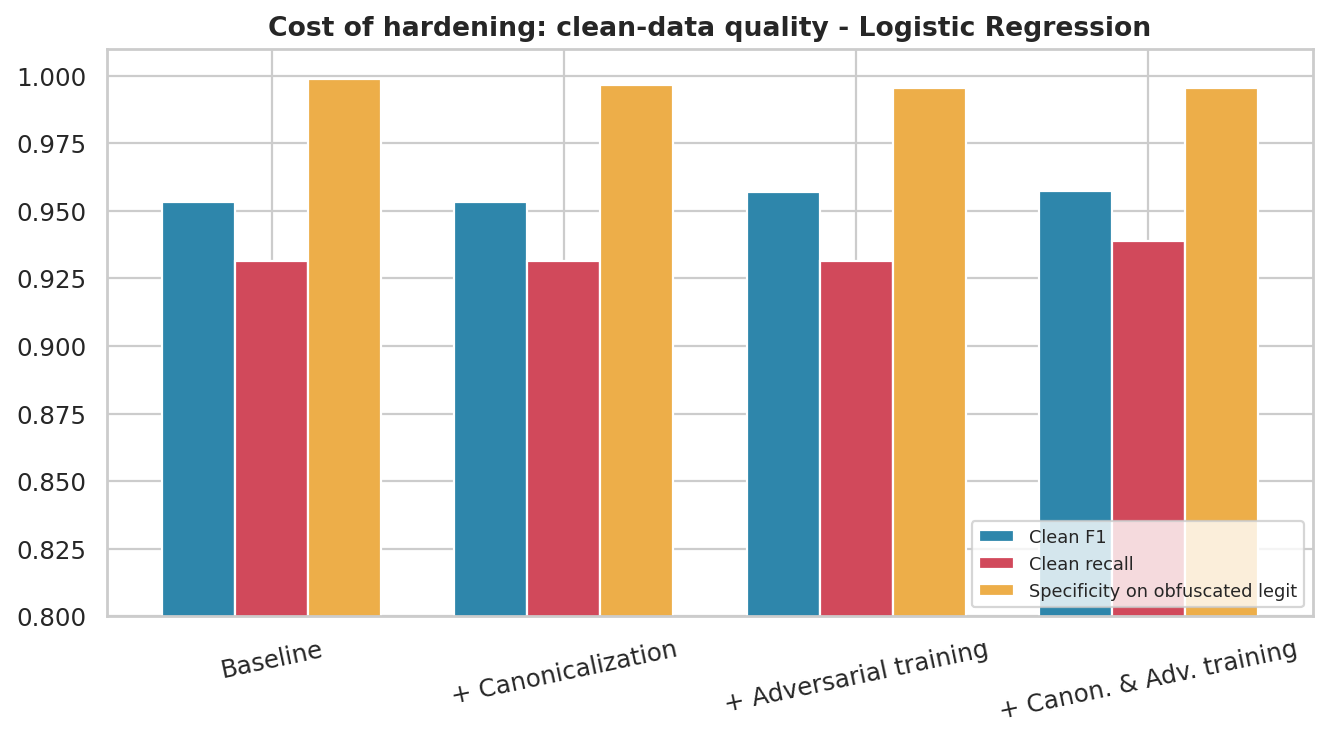 Cost of hardening: clean-data quality - Logistic Regression
1.000
0.975
0.950
0.925
0.900
0.875
0.850
0.825
0.800
Clean F1
Clean recall
Specificity on obfuscated legit
Baseline
+ Canonicalization
+ Adversarial training
+ Canon. & Adv. training